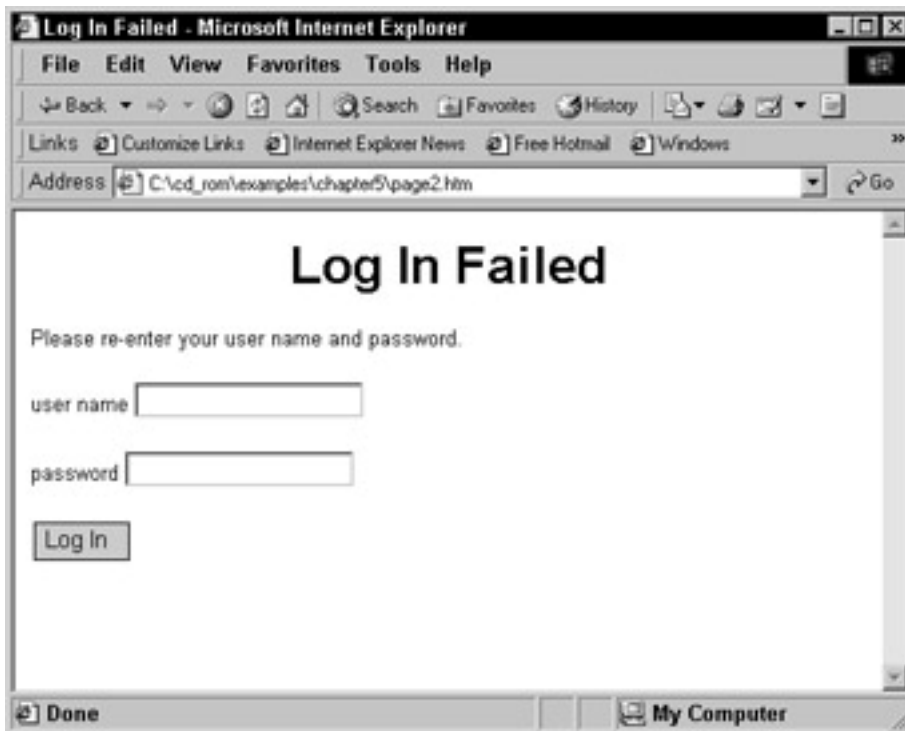 Log In Failed - Microsoft Internet Explorer
File Edit View Favorites Tools Help
Back Search Favorites History
Links Customize Links Internet Explorer News Free Hotmail Windows »
Address C:\cd_rom\examples\chapter5\page2.htm Go
Log In Failed
Please re-enter your user name and password.
user name
password
Log In
Done My Computer